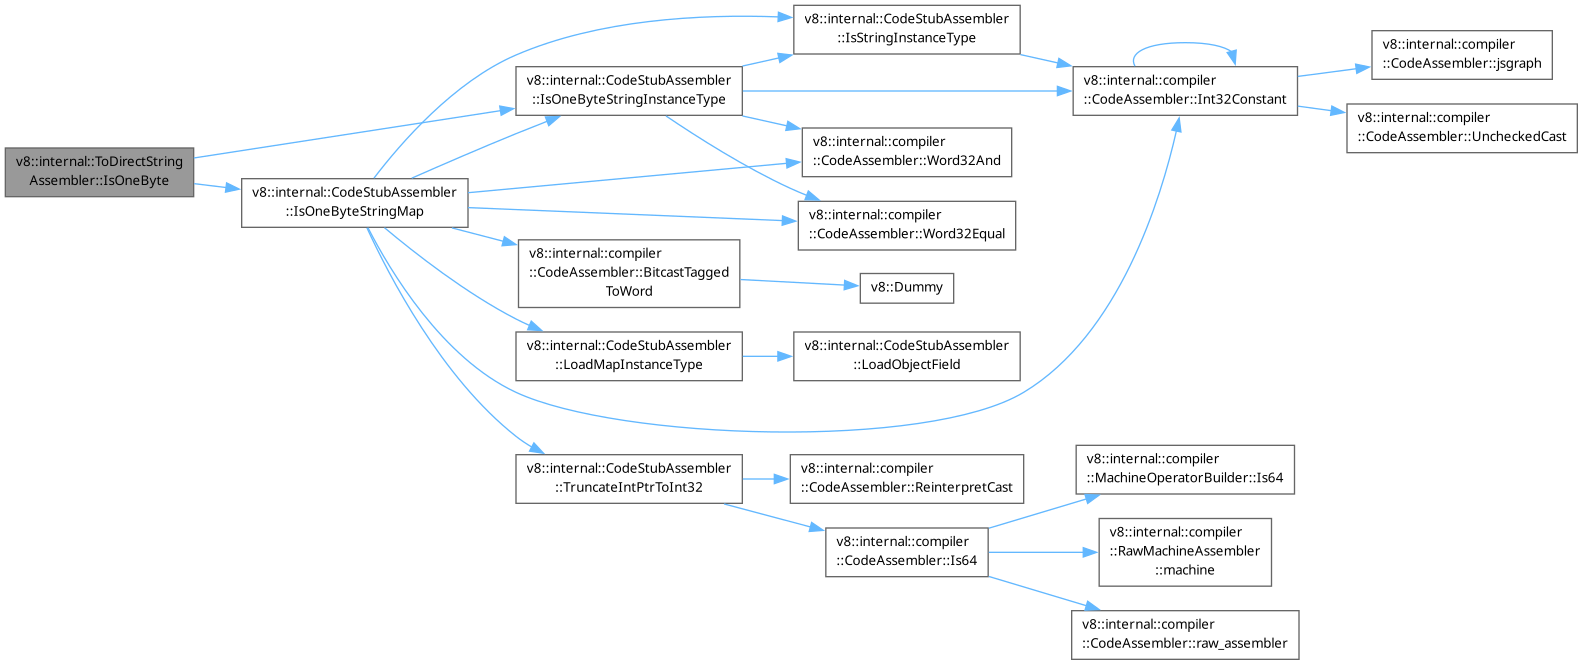 v8::internal::ToDirectString
Assembler::IsOneByte
v8::internal::CodeStubAssembler
::IsOneByteStringMap
v8::internal::CodeStubAssembler
::IsOneByteStringInstanceType
v8::internal::CodeStubAssembler
::IsStringInstanceType
v8::internal::compiler
::CodeAssembler::Int32Constant
v8::internal::compiler
::CodeAssembler::jsgraph
v8::internal::compiler
::CodeAssembler::UncheckedCast
v8::internal::compiler
::CodeAssembler::Word32And
v8::internal::compiler
::CodeAssembler::Word32Equal
v8::internal::compiler
::CodeAssembler::BitcastTagged
ToWord
v8::Dummy
v8::internal::CodeStubAssembler
::LoadMapInstanceType
v8::internal::CodeStubAssembler
::LoadObjectField
v8::internal::CodeStubAssembler
::TruncateIntPtrToInt32
v8::internal::compiler
::CodeAssembler::ReinterpretCast
v8::internal::compiler
::CodeAssembler::Is64
v8::internal::compiler
::MachineOperatorBuilder::Is64
v8::internal::compiler
::RawMachineAssembler
::machine
v8::internal::compiler
::CodeAssembler::raw_assembler